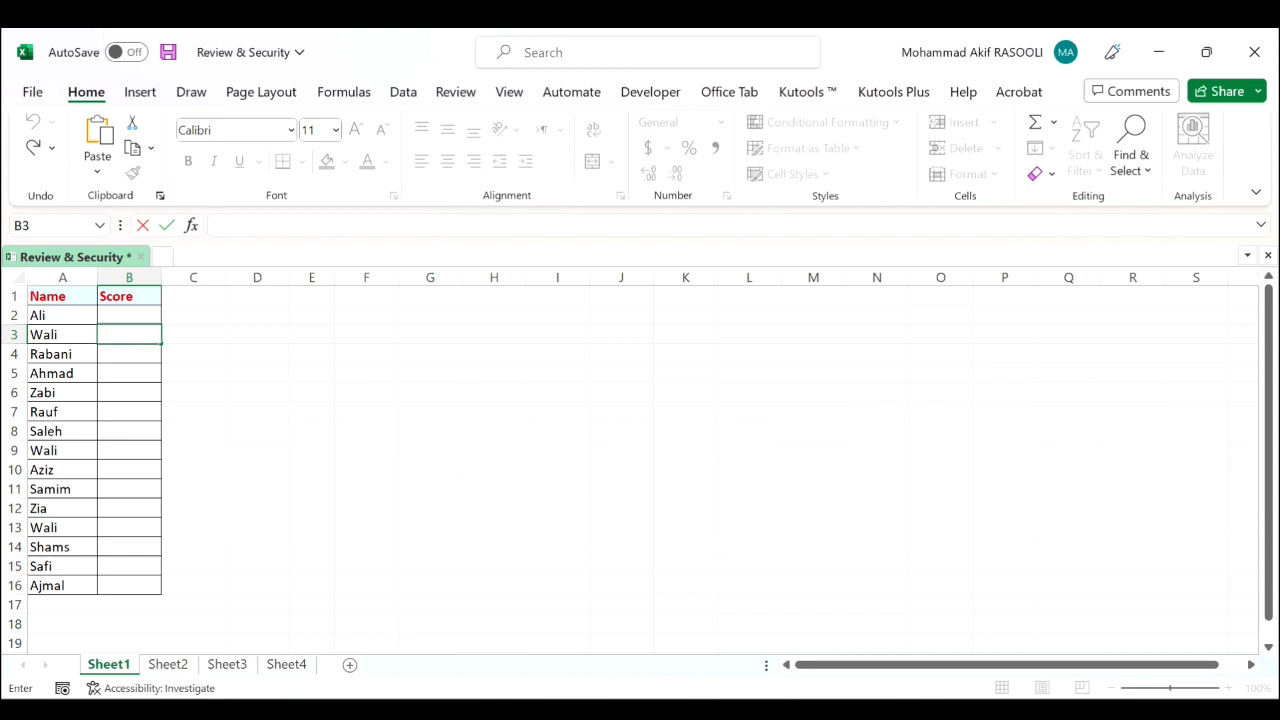 AutoSave Off Review & Security Search Mohammad Akif RASOOLI MA
File Home Insert Draw Page Layout Formulas Data Review View Automate Developer Office Tab Kutools ™ Kutools Plus Help Acrobat Comments Share
Paste Calibri 11 General Conditional Formatting Format as Table Cell Styles Insert Delete Format Sort & Filter Find & Select Analyze Data
Undo Clipboard Font Alignment Number Styles Cells Editing Analysis
B3 fx
Review & Security *
A B C D E F G H I J K L M N O P Q R S
1 Name Score
2 Ali
3 Wali
4 Rabani
5 Ahmad
6 Zabi
7 Rauf
8 Saleh
9 Wali
10 Aziz
11 Samim
12 Zia
13 Wali
14 Shams
15 Safi
16 Ajmal
17
18
19
Sheet1 Sheet2 Sheet3 Sheet4
Enter Accessibility: Investigate 100%